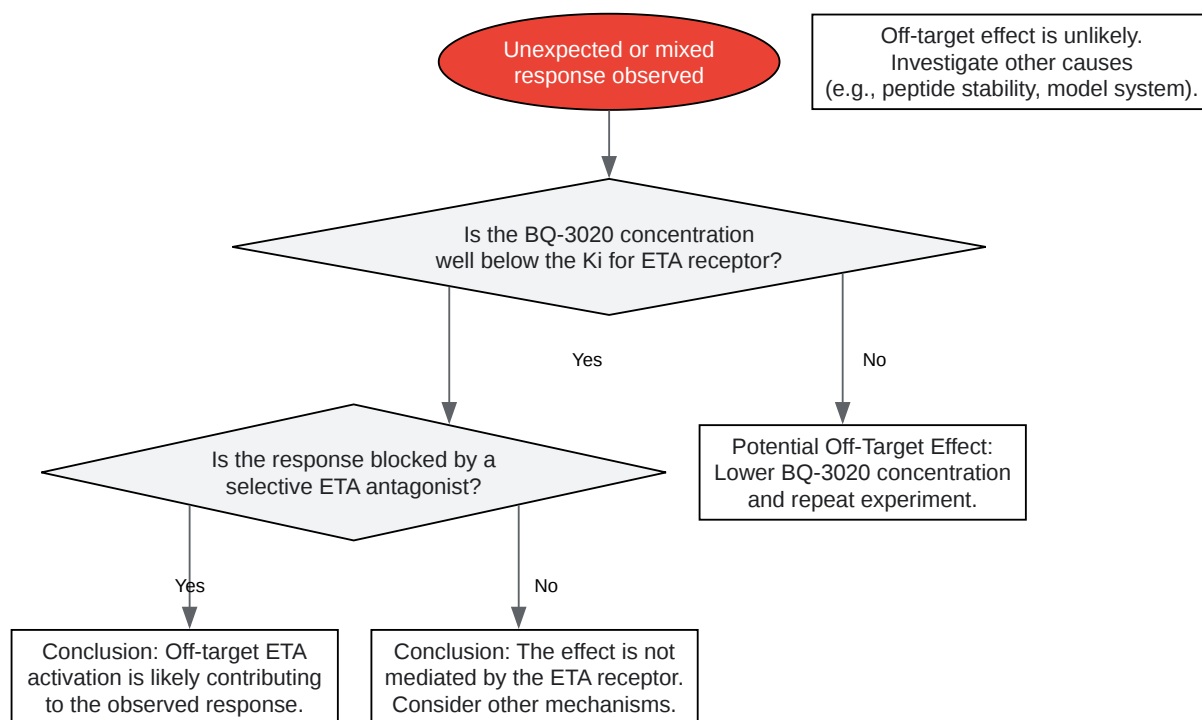 Unexpected or mixed
response observed
Off-target effect is unlikely.
Investigate other causes
(e.g., peptide stability, model system).
Is the BQ-3020 concentration
well below the Ki for ETA receptor?
Yes
No
Is the response blocked by a
selective ETA antagonist?
Potential Off-Target Effect:
Lower BQ-3020 concentration
and repeat experiment.
Yes
No
Conclusion: Off-target ETA
activation is likely contributing
to the observed response.
Conclusion: The effect is not
mediated by the ETA receptor.
Consider other mechanisms.